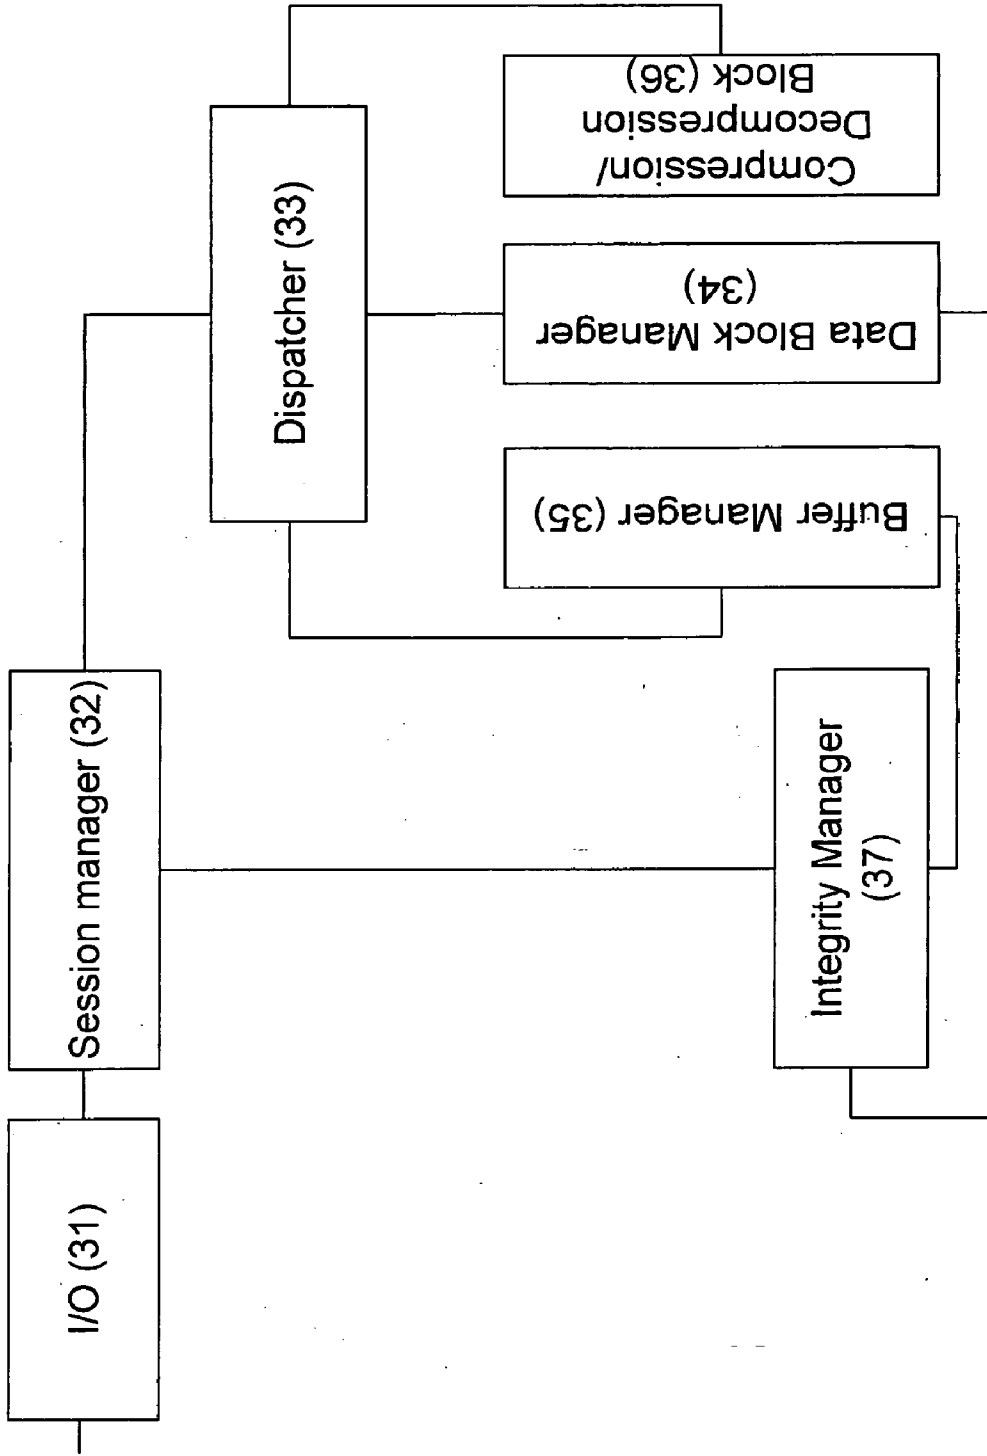 I/O (31)
Session manager (32)
Dispatcher (33)
Integrity Manager
(37)
Buffer Manager (35)
Data Block Manager
(34)
Compression/
Decompression
Block (36)